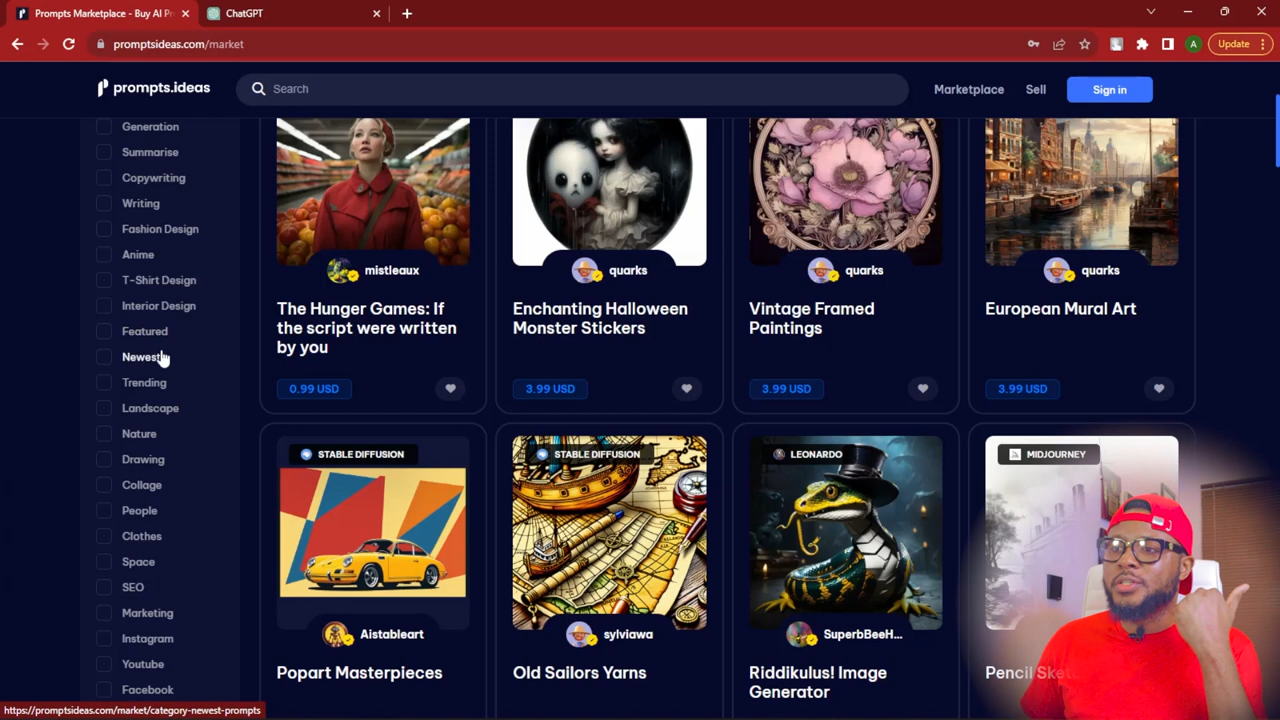 Prompts Marketplace - Buy AI Pr
ChatGPT
promptsideas.com/market
A
Update
prompts.ideas
Search
Marketplace
Sell
Sign in
Generation
Summarise
Copywriting
Writing
Fashion Design
Anime
T-Shirt Design
Interior Design
Featured
Newest
Trending
Landscape
Nature
Drawing
Collage
People
Clothes
Space
SEO
Marketing
Instagram
Youtube
Facebook
mistleaux
The Hunger Games: If
the script were written
by you
0.99 USD
quarks
Enchanting Halloween
Monster Stickers
3.99 USD
quarks
Vintage Framed
Paintings
3.99 USD
quarks
European Mural Art
3.99 USD
STABLE DIFFUSION
Aistableart
Popart Masterpieces
STABLE DIFFUSION
sylviawa
Old Sailors Yarns
LEONARDO
SuperbBeeH...
Riddikulus! Image
Generator
MIDJOURNEY
Pencil
https://promptsideas.com/market/category-newest-prompts